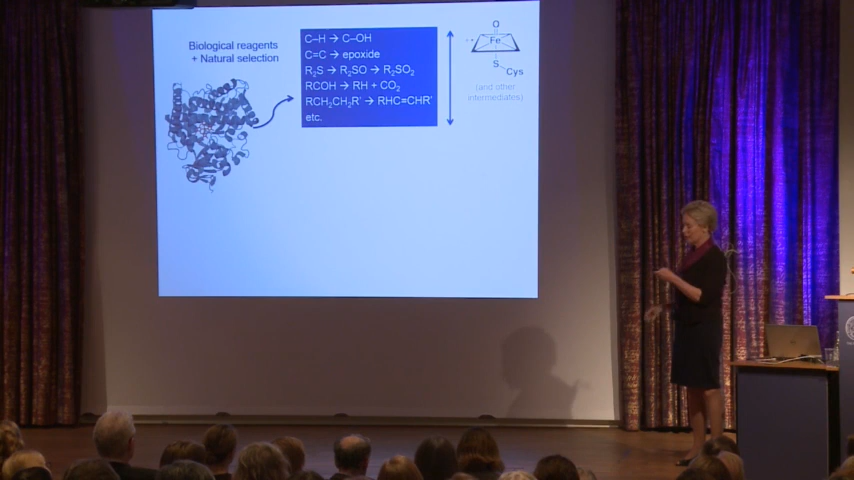 Biological reagents
+ Natural selection
C–H → C–OH
C=C → epoxide
R₂S → R₂SO → R₂SO₂
RCOH → RH + CO₂
RCH₂CH₂R' → RHC=CHR'
etc.
O
Fe
S
Cys
(and other
intermediates)